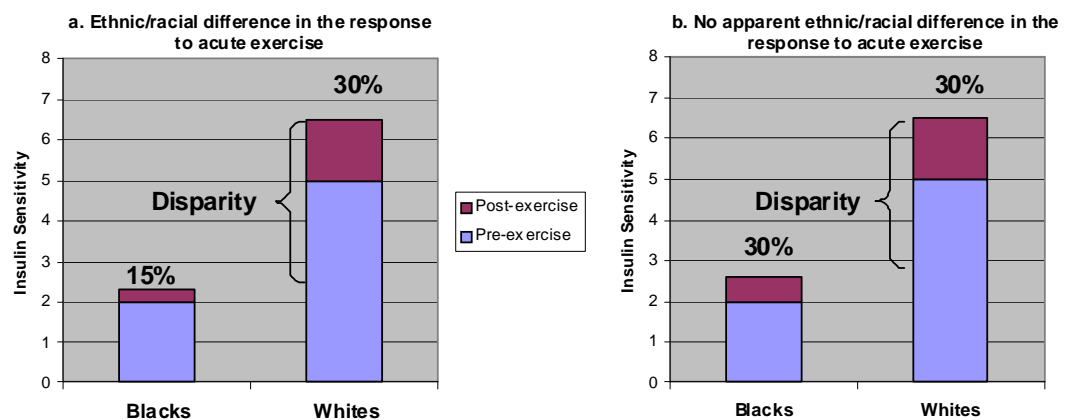 a. Ethnic/racial difference in the response
to acute exercise
8
7
6
5
4
3
2
1
0
Insulin Sensitivity
30%
Disparity
15%
Blacks
Whites
Post-exercise
Pre-exercise
b. No apparent ethnic/racial difference in the
response to acute exercise
8
7
6
5
4
3
2
1
0
Insulin Sensitivity
30%
Disparity
30%
Blacks
Whites